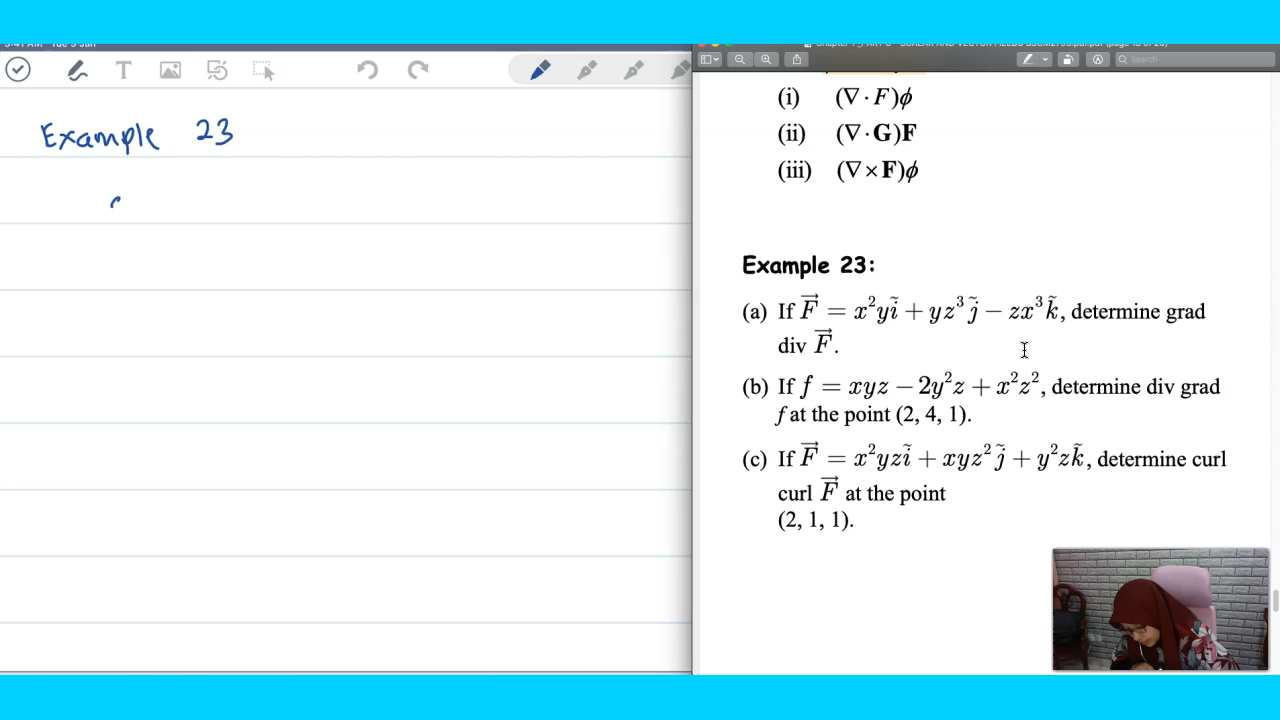 Example 23
Search
(i) (∇ · F)ϕ
(ii) (∇ · G)F
(iii) (∇ × F)ϕ
Example 23:
(a) If F⃗ = x²yĩ + yz³j̃ − zx³k̃, determine grad
div F⃗.
(b) If f = xyz − 2y²z + x²z², determine div grad
f at the point (2, 4, 1).
(c) If F⃗ = x²yzĩ + xyz²j̃ + y²zk̃, determine curl
curl F⃗ at the point
(2, 1, 1).